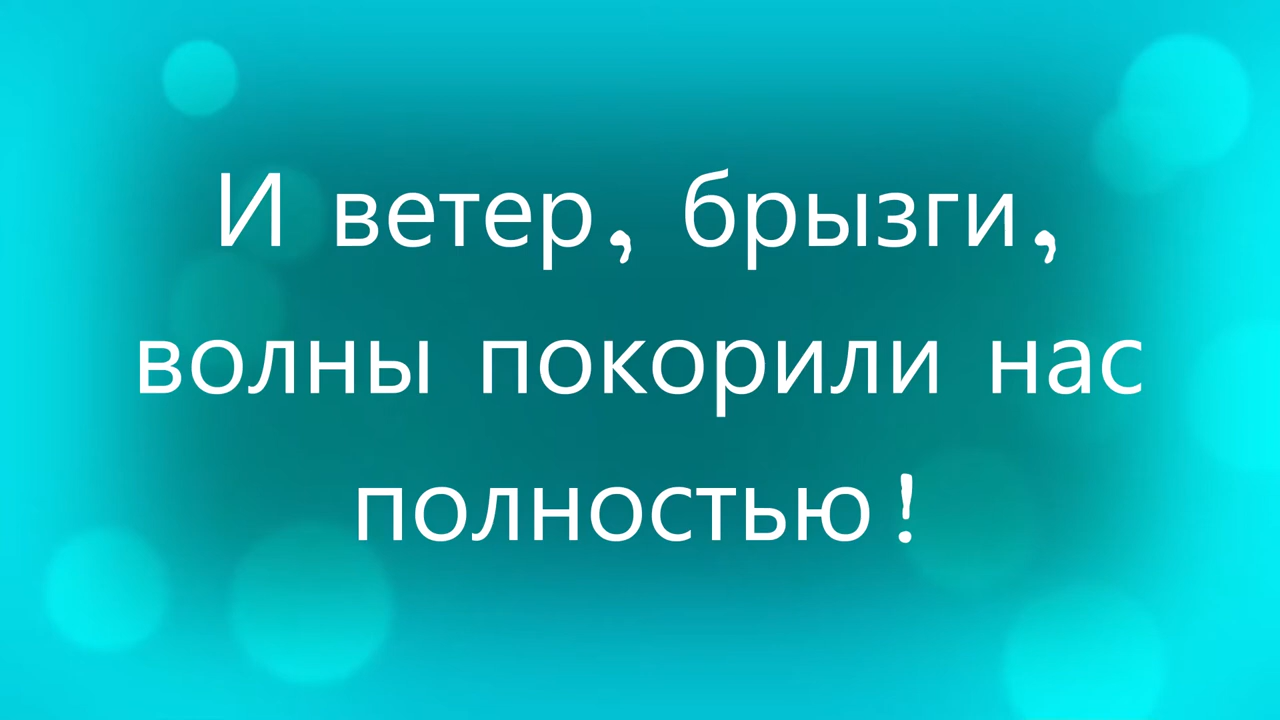 И ветер, брызги,
волны покорили нас
полностью!